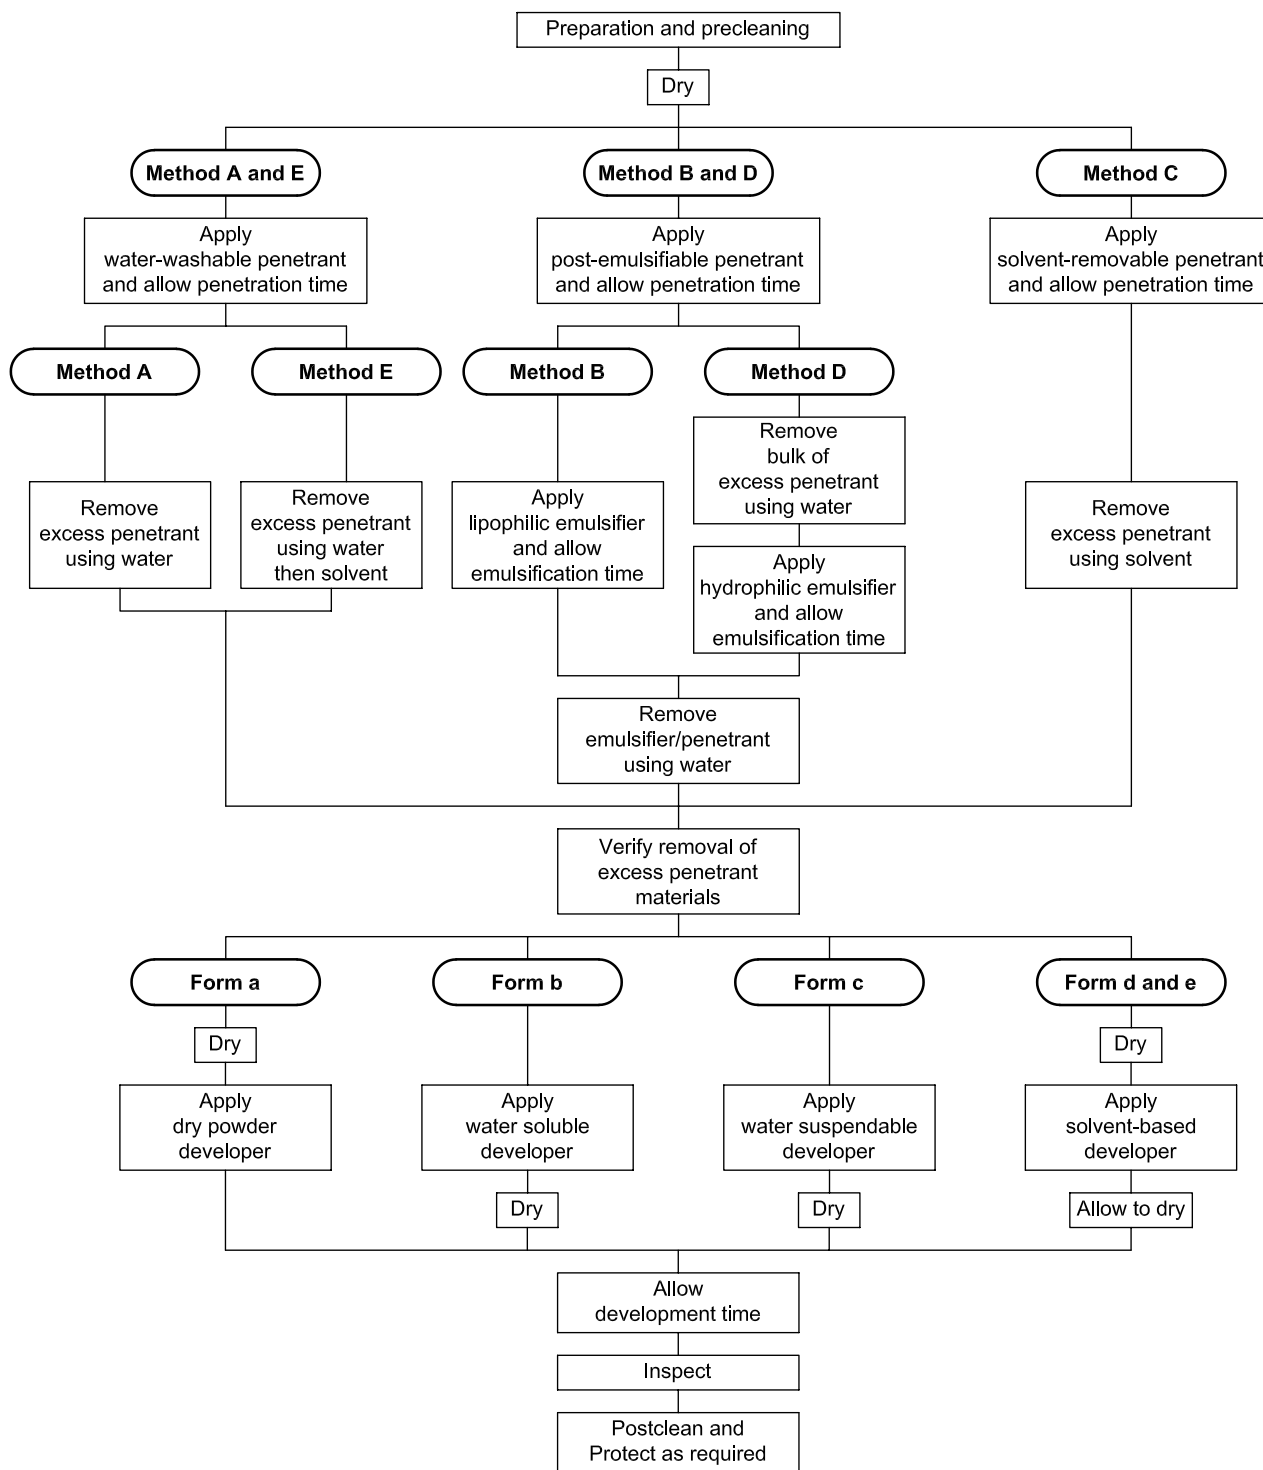 Preparation and precleaning
Dry
Method A and E
Method B and D
Method C
Apply
water-washable penetrant
and allow penetration time
Apply
post-emulsifiable penetrant
and allow penetration time
Apply
solvent-removable penetrant
and allow penetration time
Method A
Method E
Method B
Method D
Remove
excess penetrant
using water
Remove
excess penetrant
using water
then solvent
Apply
lipophilic emulsifier
and allow
emulsification time
Remove
bulk of
excess penetrant
using water
Apply
hydrophilic emulsifier
and allow
emulsification time
Remove
excess penetrant
using solvent
Remove
emulsifier/penetrant
using water
Verify removal of
excess penetrant
materials
Form a
Form b
Form c
Form d and e
Dry
Dry
Apply
dry powder
developer
Apply
water soluble
developer
Apply
water suspendable
developer
Apply
solvent-based
developer
Dry
Dry
Allow to dry
Allow
development time
Inspect
Postclean and
Protect as required